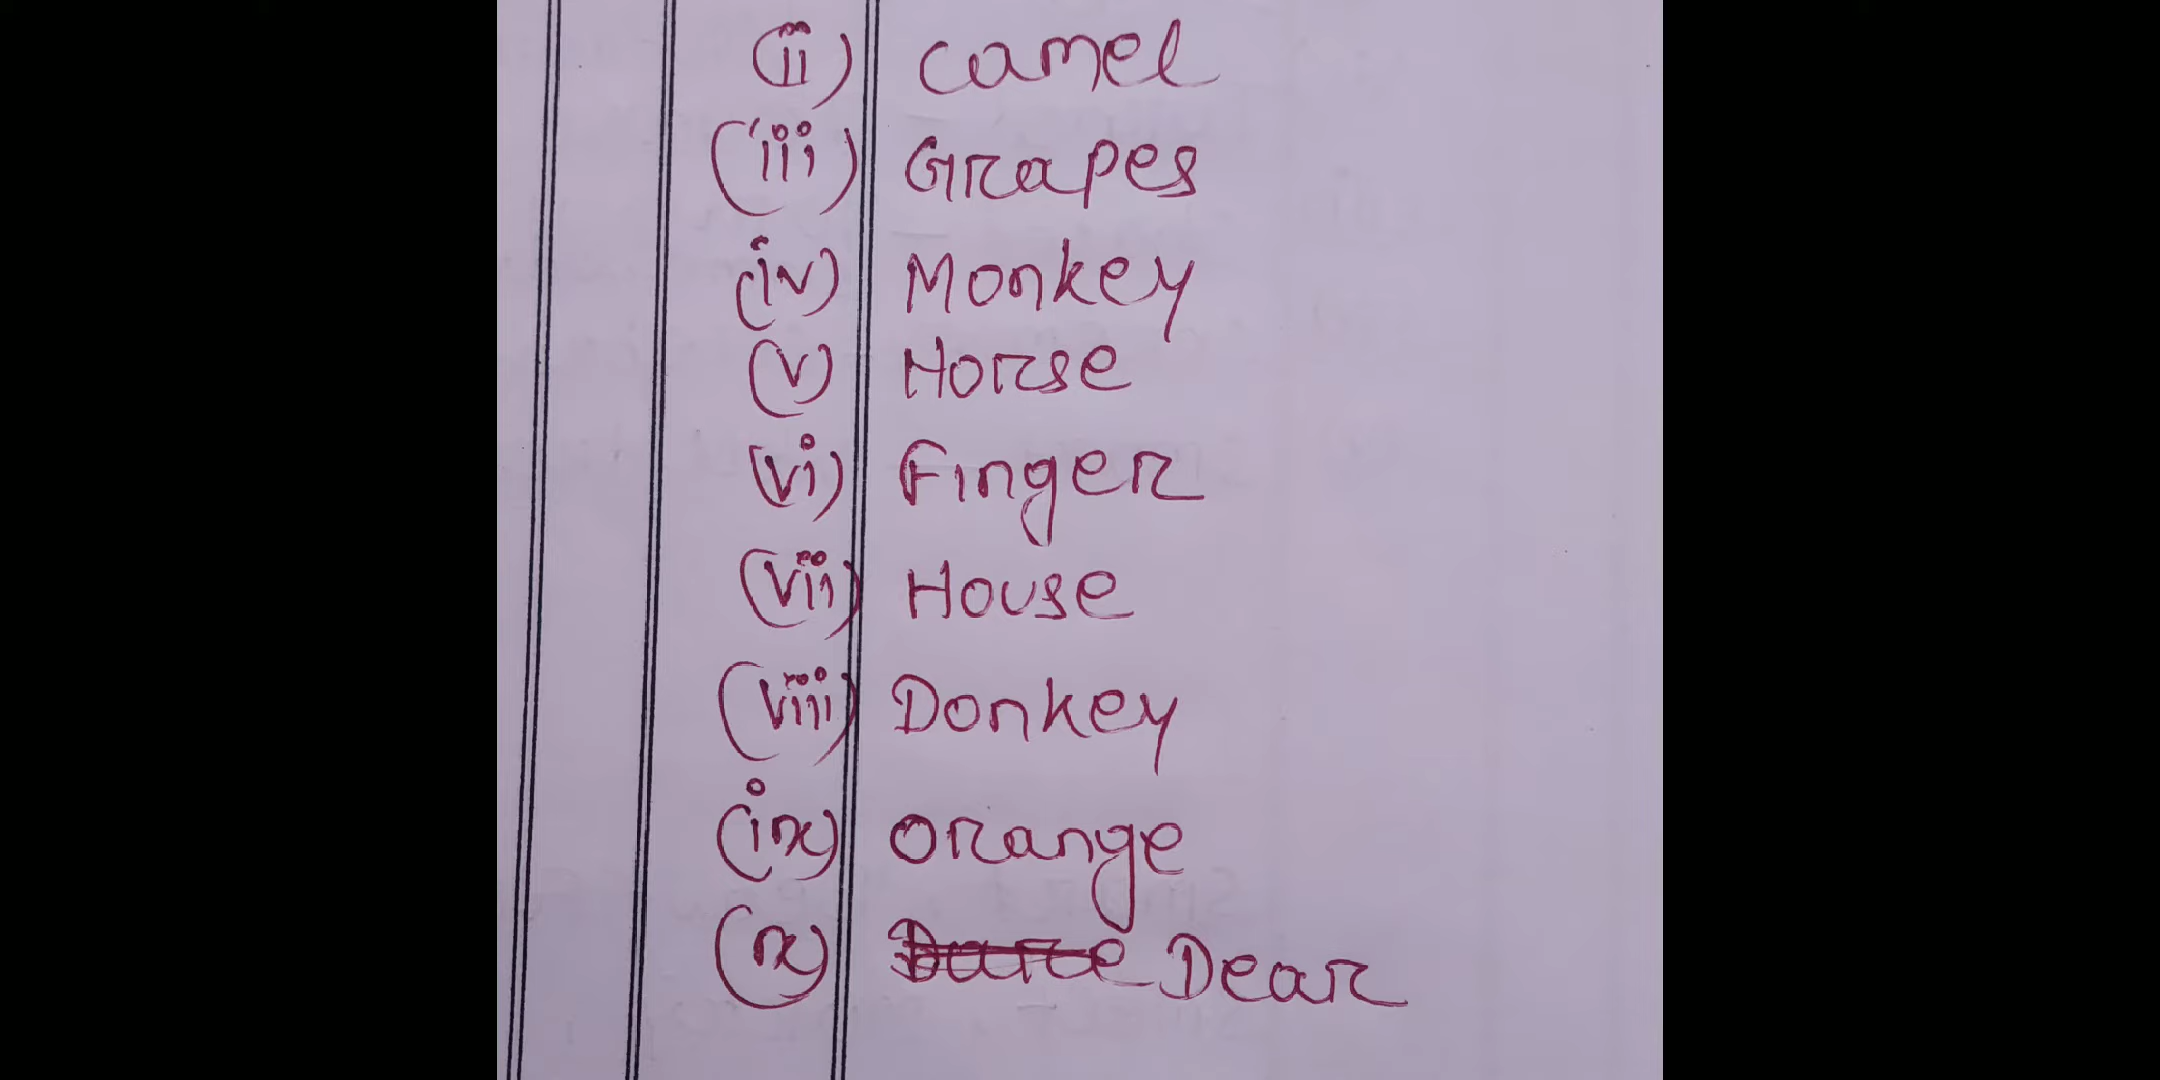 (ii) camel
(iii) Grapes
(iv) Monkey
(v) Horse
(vi) Finger
(vii) House
(viii) Donkey
(ix) Orange
(x) Dear